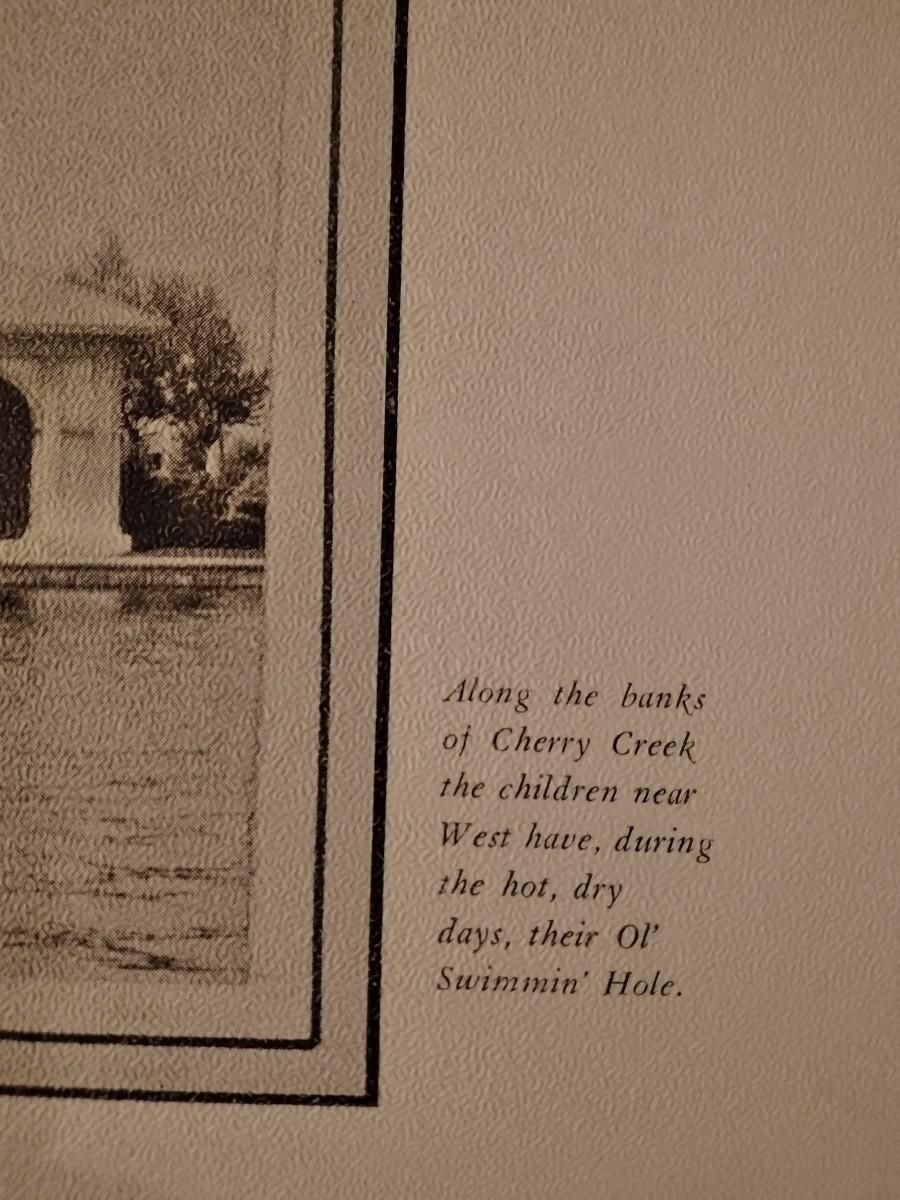 Along the banks
of Cherry Creek
the children near
West have, during
the hot, dry
days, their Ol’
Swimmin’ Hole.